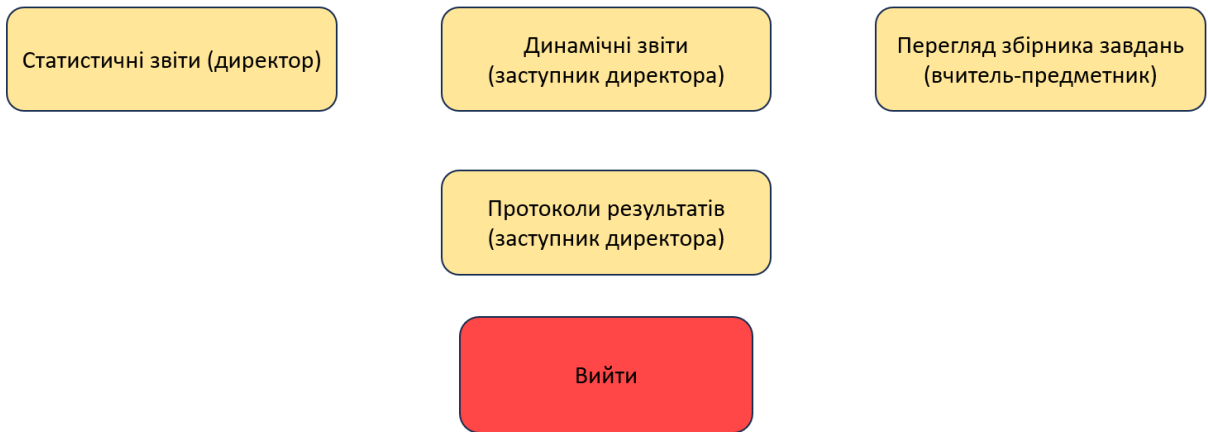 Статистичні звіти (директор)
Динамічні звіти
(заступник директора)
Перегляд збірника завдань
(вчитель-предметник)
Протоколи результатів
(заступник директора)
Вийти